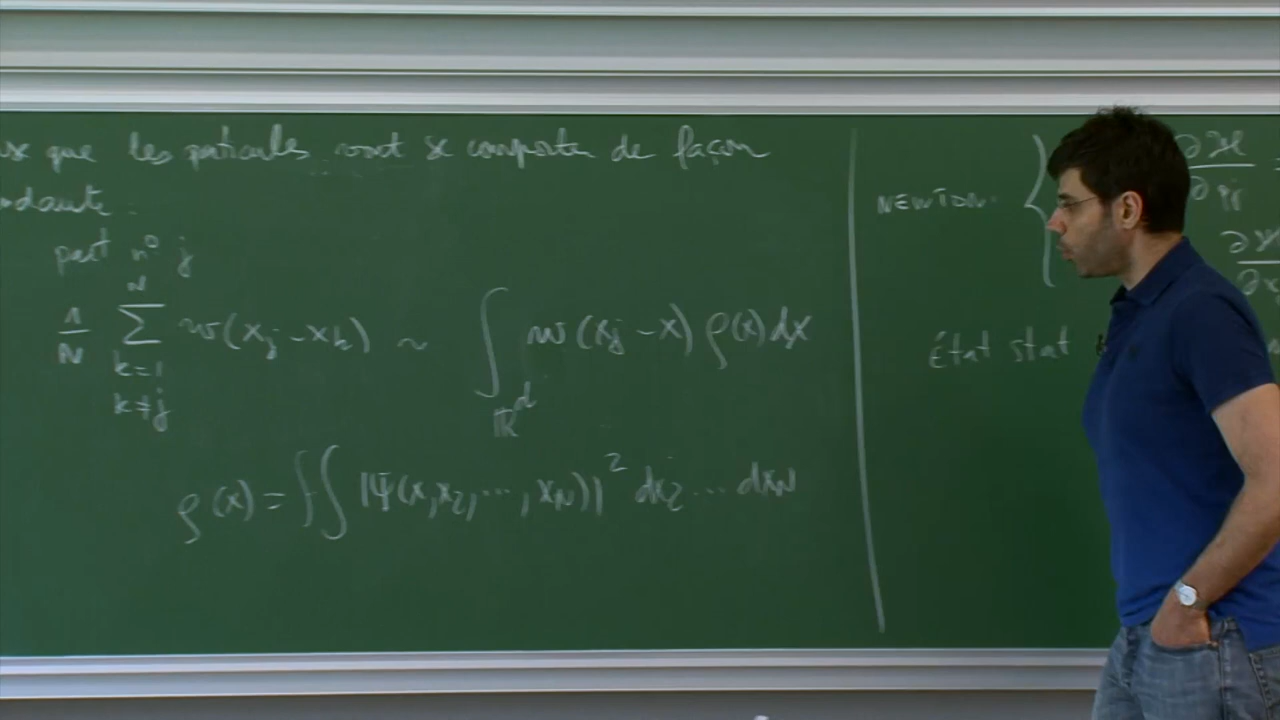 que les particules vont se comporter de façon
ndante.
part n° j
1/N ∑_{k=1, k≠j}^{N} w(x_j − x_k) ~ ∫_{ℝ^d} w(x_j − x) ρ(x) dx
ρ(x) = ∫∫ |Ψ(x, x_2, ..., x_N)|^2 dx_2 ... dx_N
NEWTON.
∂ℋ
∂
État stat